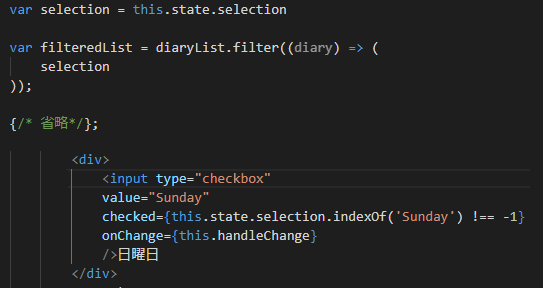 var selection = this.state.selection
var filteredList = diaryList.filter((diary) => (
selection
));
{/* 省略*/};
<div>
<input type="checkbox"
value="Sunday"
checked={this.state.selection.indexOf('Sunday') !== -1}
onChange={this.handleChange}
/>日曜日
</div>